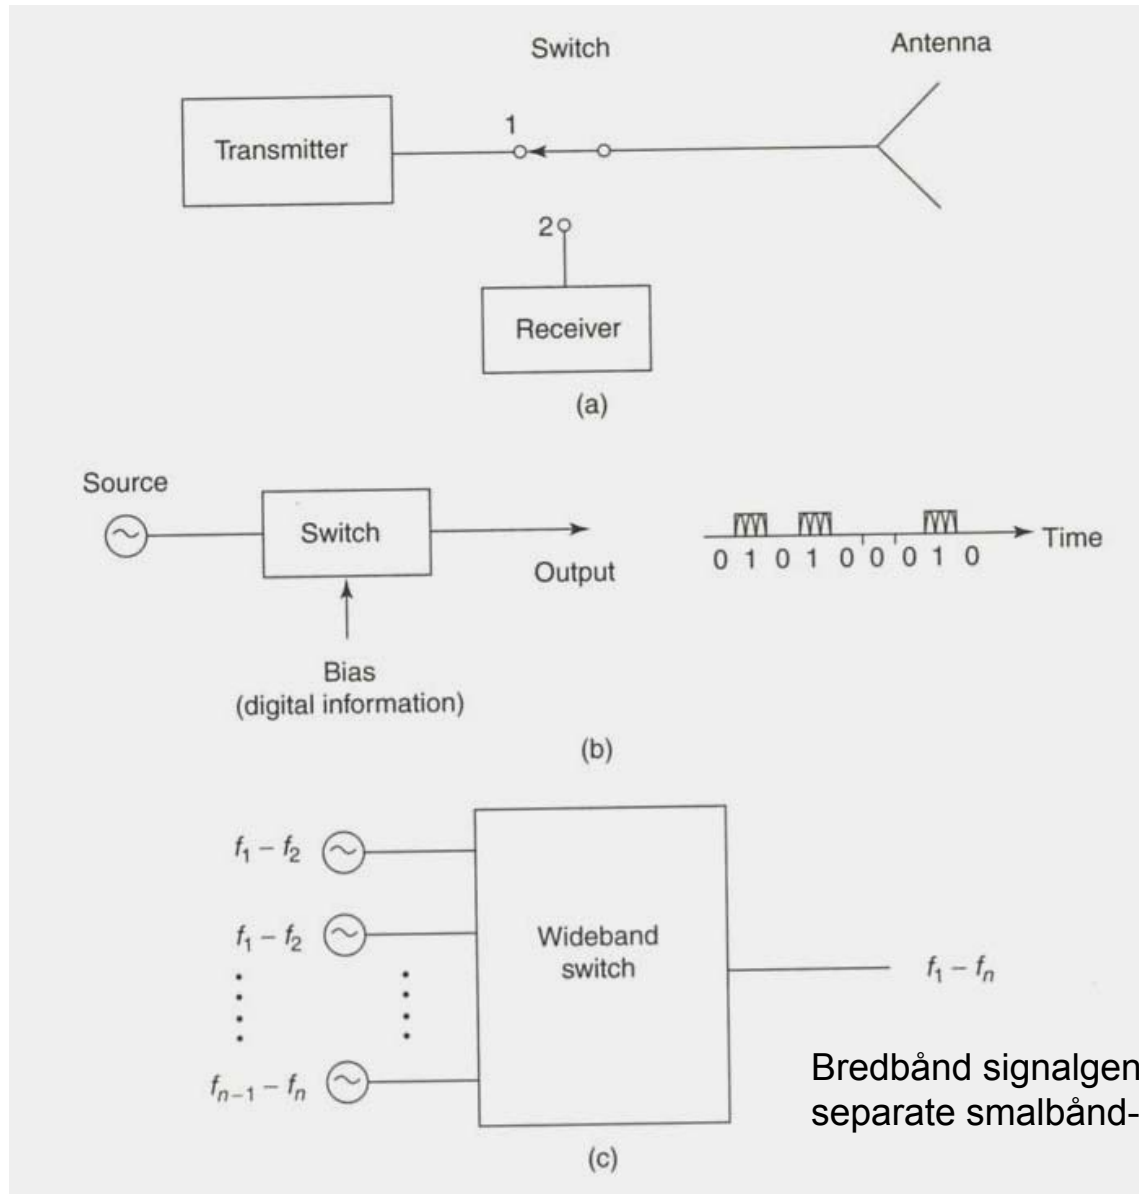 Switch
Antenna
Transmitter
1
2
Receiver
(a)
Source
Switch
Output
Bias
(digital information)
Time
0 1 0 1 0 0 0 1 0
(b)
f₁ – f₂
f₁ – f₂
fₙ₋₁ – fₙ
Wideband
switch
f₁ – fₙ
Bredbånd signalgen
separate smalbånd-
(c)